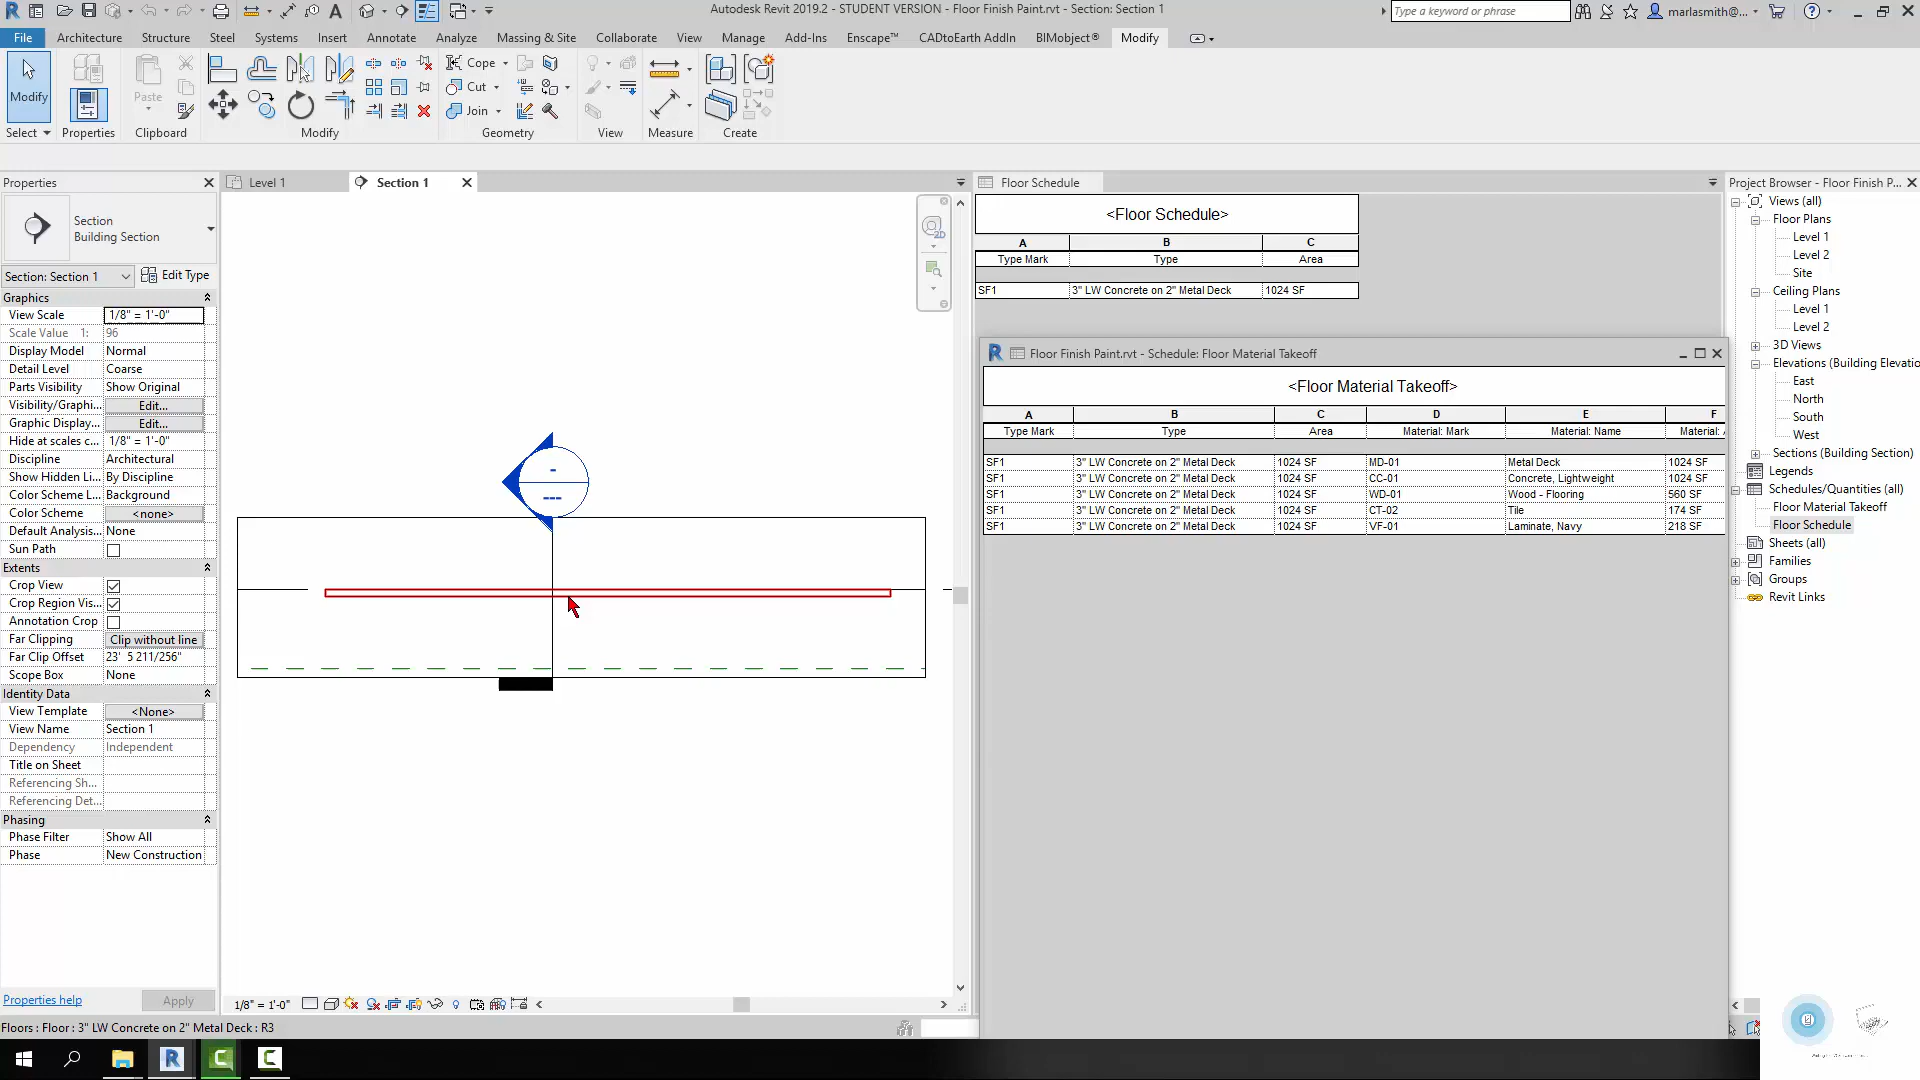 Autodesk Revit 2019.2 - STUDENT VERSION - Floor Finish Paint.rvt - Section: Section 1
Type a keyword or phrase
marlasmith@...
File Architecture Structure Steel Systems Insert Annotate Analyze Massing & Site Collaborate View Manage Add-Ins Enscape™ CADtoEarth AddIn BIMobject® Modify
Modify
Paste
Cope
Cut
Join
Select Properties Clipboard Modify Geometry View Measure Create
Properties
Section
Building Section
Section: Section 1
Edit Type
Graphics
View Scale 1/8" = 1'-0"
Scale Value 1: 96
Display Model Normal
Detail Level Coarse
Parts Visibility Show Original
Visibility/Graphi... Edit...
Graphic Display... Edit...
Hide at scales c... 1/8" = 1'-0"
Discipline Architectural
Show Hidden Li... By Discipline
Color Scheme L... Background
Color Scheme <none>
Default Analysis... None
Sun Path
Extents
Crop View
Crop Region Vis...
Annotation Crop
Far Clipping Clip without line
Far Clip Offset 23' 5 211/256"
Scope Box None
Identity Data
View Template <None>
View Name Section 1
Dependency Independent
Title on Sheet
Referencing Sh...
Referencing Det...
Phasing
Phase Filter Show All
Phase New Construction
Properties help
Apply
Level 1
Section 1
2D
1/8" = 1'-0"
Floor Schedule
<Floor Schedule>
A B C
Type Mark Type Area
SF1 3" LW Concrete on 2" Metal Deck 1024 SF
Floor Finish Paint.rvt - Schedule: Floor Material Takeoff
<Floor Material Takeoff>
A B C D E F
Type Mark Type Area Material: Mark Material: Name Material:
SF1 3" LW Concrete on 2" Metal Deck 1024 SF MD-01 Metal Deck 1024 SF
SF1 3" LW Concrete on 2" Metal Deck 1024 SF CC-01 Concrete, Lightweight 1024 SF
SF1 3" LW Concrete on 2" Metal Deck 1024 SF WD-01 Wood - Flooring 560 SF
SF1 3" LW Concrete on 2" Metal Deck 1024 SF CT-02 Tile 174 SF
SF1 3" LW Concrete on 2" Metal Deck 1024 SF VF-01 Laminate, Navy 218 SF
Project Browser - Floor Finish P...
Views (all)
Floor Plans
Level 1
Level 2
Site
Ceiling Plans
Level 1
Level 2
3D Views
Elevations (Building Elevatio
East
North
South
West
Sections (Building Section)
Legends
Schedules/Quantities (all)
Floor Material Takeoff
Floor Schedule
Sheets (all)
Families
Groups
Revit Links
Floors : Floor : 3" LW Concrete on 2" Metal Deck : R3